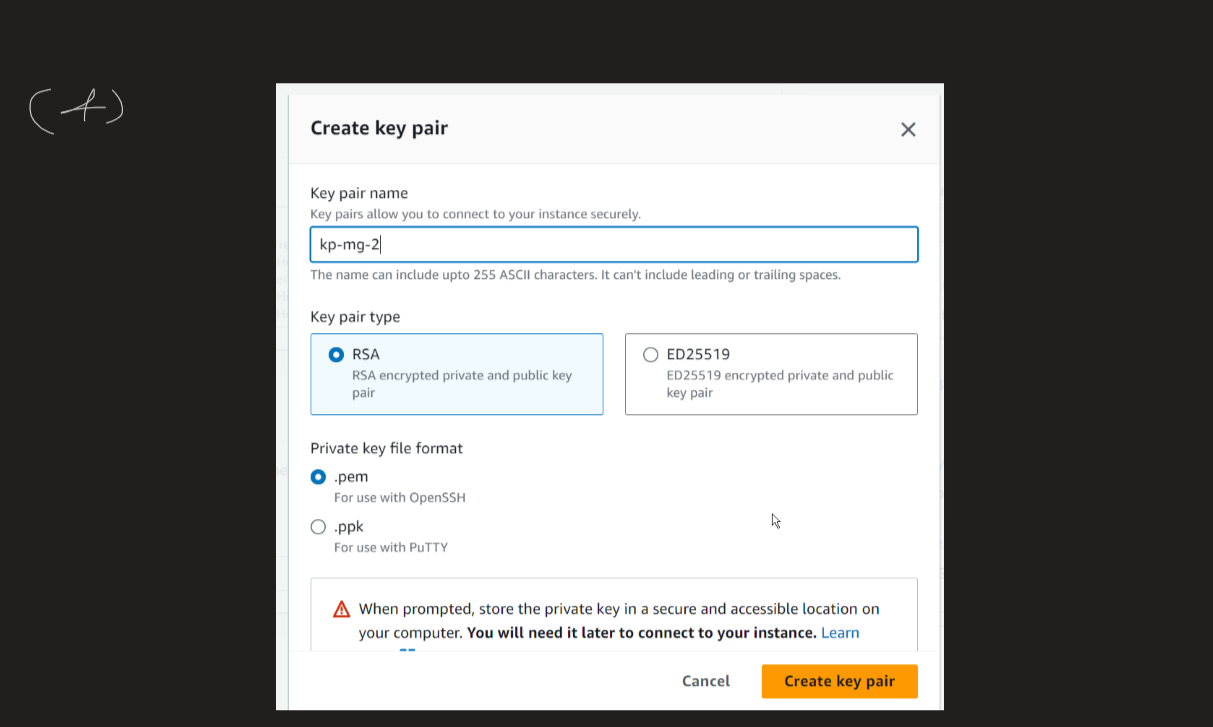 (4)
Create key pair
Key pair name
Key pairs allow you to connect to your instance securely.
kp-mg-2
The name can include upto 255 ASCII characters. It can't include leading or trailing spaces.
Key pair type
RSA
RSA encrypted private and public key
pair
ED25519
ED25519 encrypted private and public
key pair
Private key file format
.pem
For use with OpenSSH
.ppk
For use with PuTTY
When prompted, store the private key in a secure and accessible location on
your computer. You will need it later to connect to your instance. Learn
Cancel
Create key pair